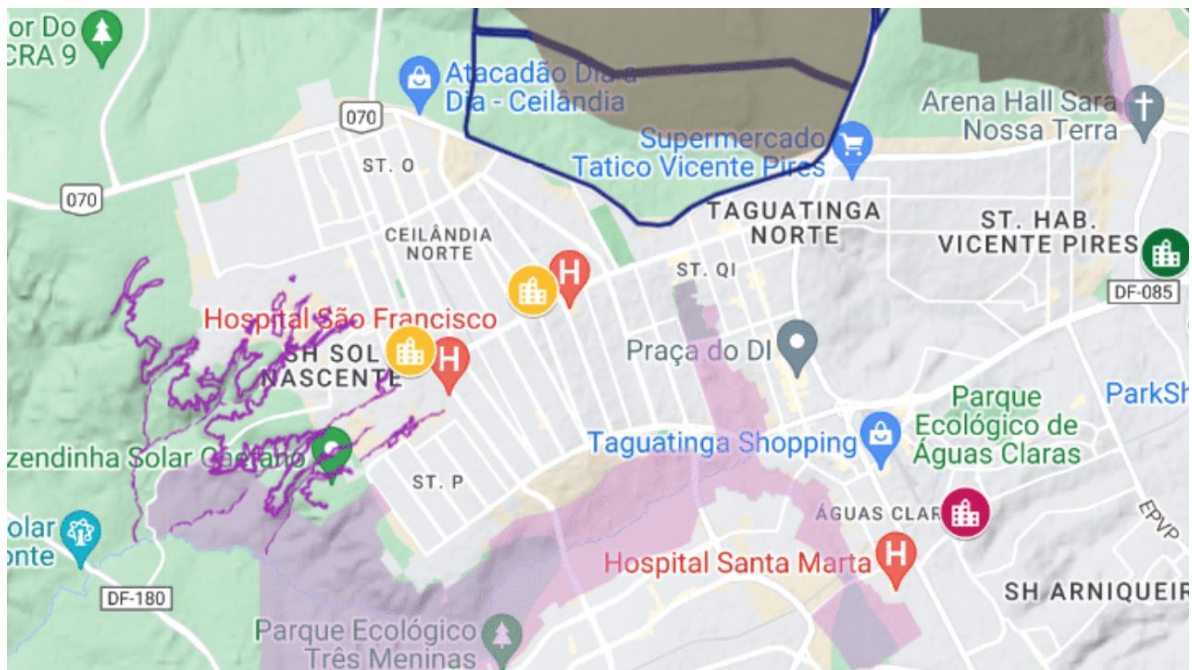 or Do
CRA 9
070
070
Atacadão Dia a
Dia - Ceilândia
Supermercado
Tatico Vicente Pires
Arena Hall Sara
Nossa Terra
ST. O
CEILÂNDIA
NORTE
TAGUATINGA
NORTE
ST. HAB.
VICENTE PIRES
DF-085
ST. QI
H
Hospital São Francisco
H
SH SOL
NASCENTE
Praça do DI
ParkSh
Parque
Ecológico de
Águas Claras
Taguatinga Shopping
zendinha Solar Caetano
ST. P
ÁGUAS CLAR
EPVP
olar
onte
Hospital Santa Marta
H
DF-180
SH ARNIQUEIR
Parque Ecológico
Três Meninas